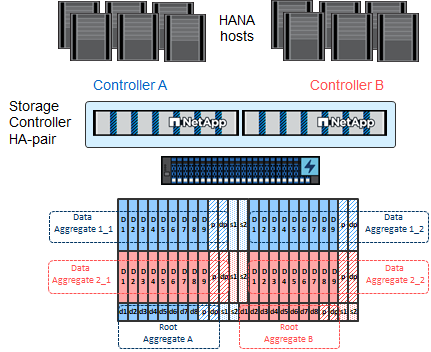 HANA
hosts
Controller A
Controller B
Storage
Controller
HA-pair
NetApp
NetApp
Data
Aggregate 1_1
D 1 D 2 D 3 D 4 D 5 D 6 D 7 D 8 D 9 p dp s1 s2 D 1 D 2 D 3 D 4 D 5 D 6 D 7 D 8 D 9 p dp
Data
Aggregate 1_2
Data
Aggregate 2_1
D 1 D 2 D 3 D 4 D 5 D 6 D 7 D 8 D 9 p dp s1 s2 D 1 D 2 D 3 D 4 D 5 D 6 D 7 D 8 D 9 p dp
Data
Aggregate 2_2
d1 d2 d3 d4 d5 d6 d7 d8 p dp s1 s2 d1 d2 d3 d4 d5 d6 d7 d8 p dp s1 s2
Root
Aggregate A
Root
Aggregate B